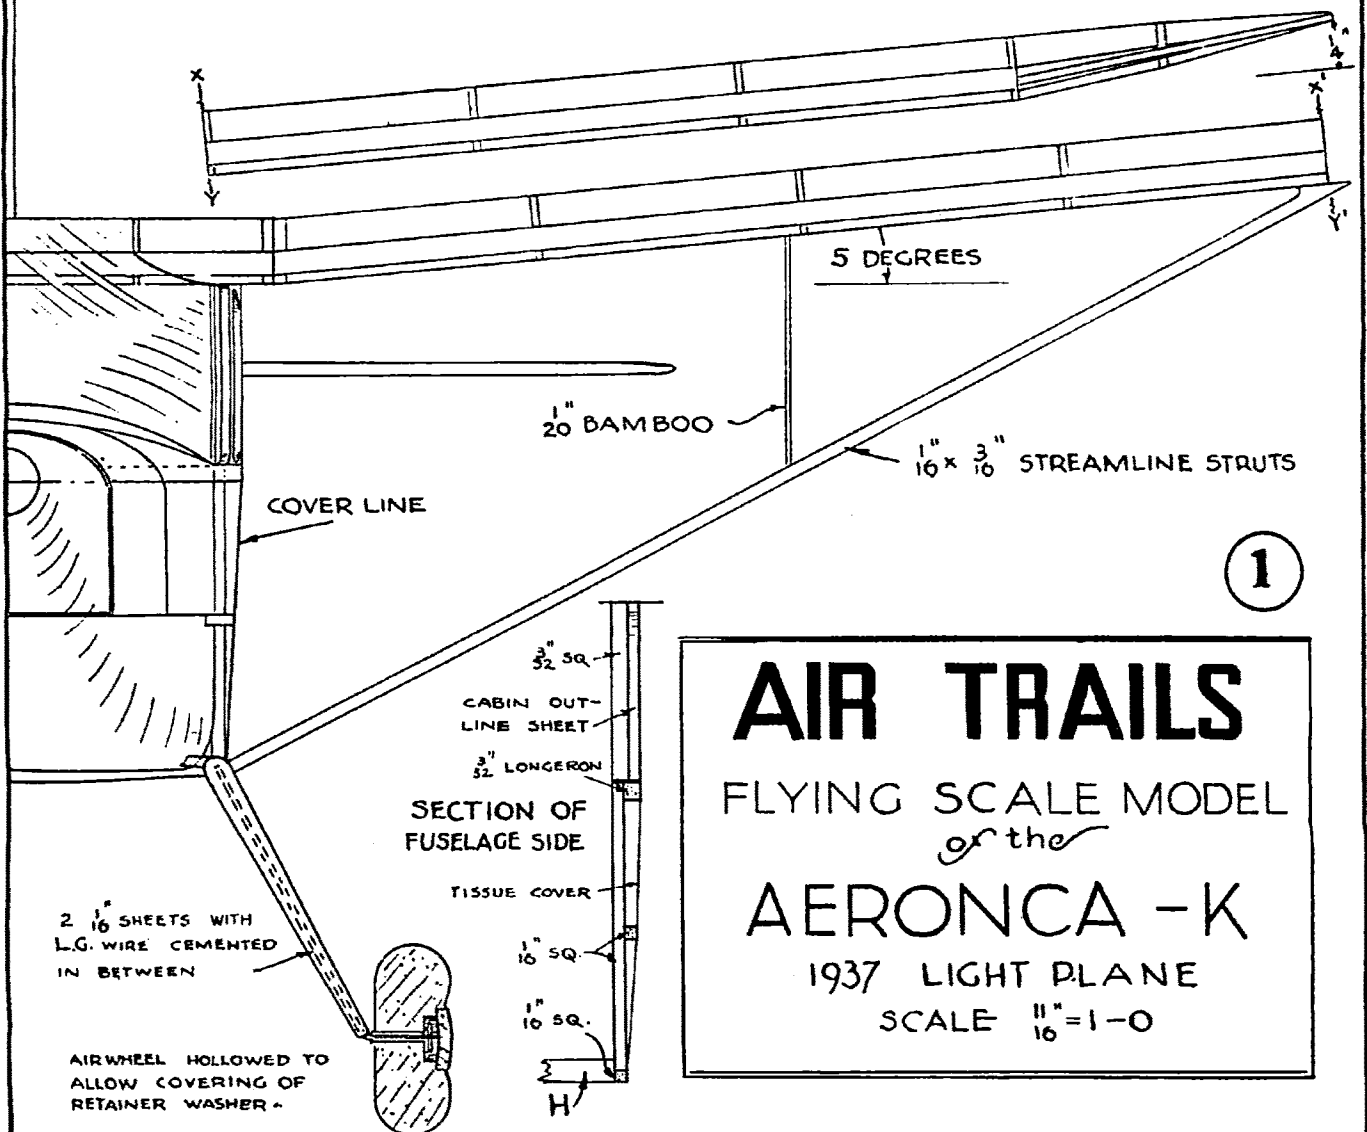 X
Y
1/4"
X'
Y'
5 DEGREES
1/20" BAMBOO
1/16" x 3/16" STREAMLINE STRUTS
COVER LINE
1
3/32" SQ
CABIN OUT-
LINE SHEET
3/32" LONGERON
SECTION OF
FUSELAGE SIDE
TISSUE COVER
1/16" SQ.
1/16" SQ.
H
2 1/16" SHEETS WITH
L.G. WIRE CEMENTED
IN BETWEEN
AIRWHEEL HOLLOWED TO
ALLOW COVERING OF
RETAINER WASHER.
AIR TRAILS
FLYING SCALE MODEL
of the
AERONCA-K
1937 LIGHT PLANE
SCALE 11/16" = 1-0